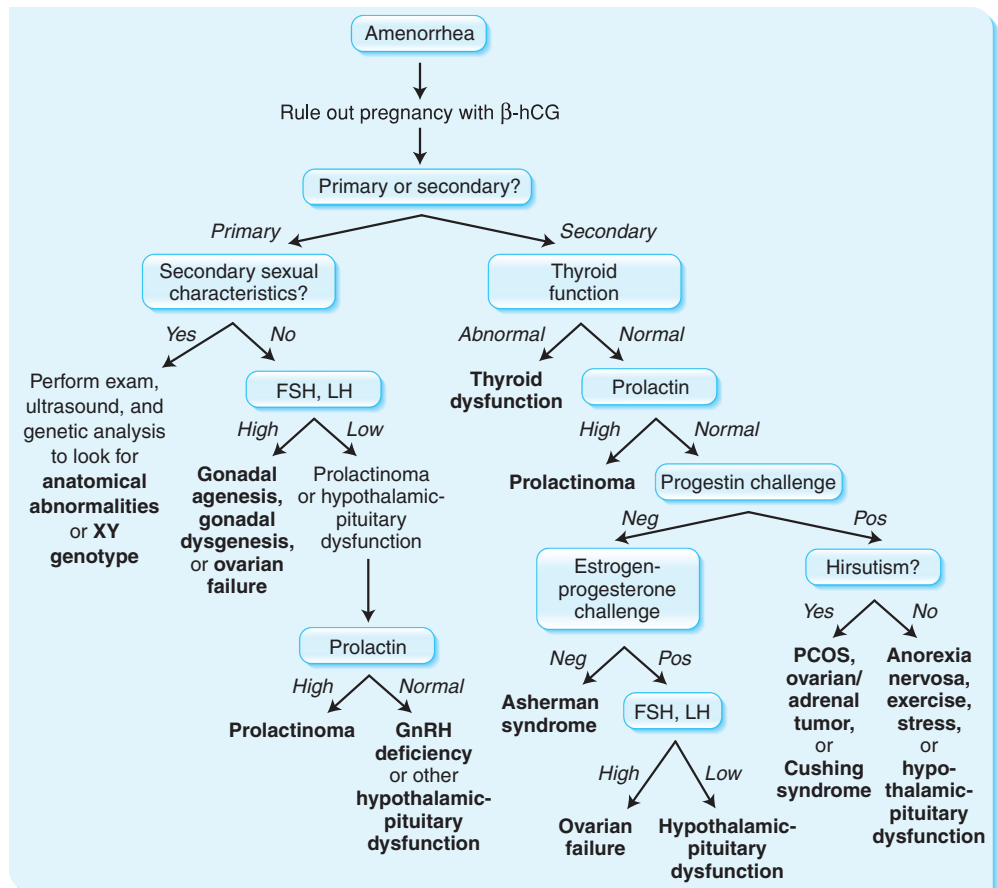 Amenorrhea
Rule out pregnancy with β-hCG
Primary or secondary?
Primary
Secondary
Secondary sexual
characteristics?
Yes
No
Perform exam,
ultrasound, and
genetic analysis
to look for
anatomical
abnormalities
or XY
genotype
FSH, LH
High
Low
Gonadal
agenesis,
gonadal
dysgenesis,
or ovarian
failure
Prolactinoma
or hypothalamic-
pituitary
dysfunction
Prolactin
High
Normal
Prolactinoma
GnRH
deficiency
or other
hypothalamic-
pituitary
dysfunction
Thyroid
function
Abnormal
Normal
Thyroid
dysfunction
Prolactin
High
Normal
Prolactinoma
Progestin challenge
Neg
Pos
Estrogen-
progesterone
challenge
Neg
Pos
Asherman
syndrome
FSH, LH
High
Low
Ovarian
failure
Hypothalamic-
pituitary
dysfunction
Hirsutism?
Yes
No
PCOS,
ovarian/
adrenal
tumor,
or
Cushing
syndrome
Anorexia
nervosa,
exercise,
stress,
or
hypo-
thalamic-
pituitary
dysfunction